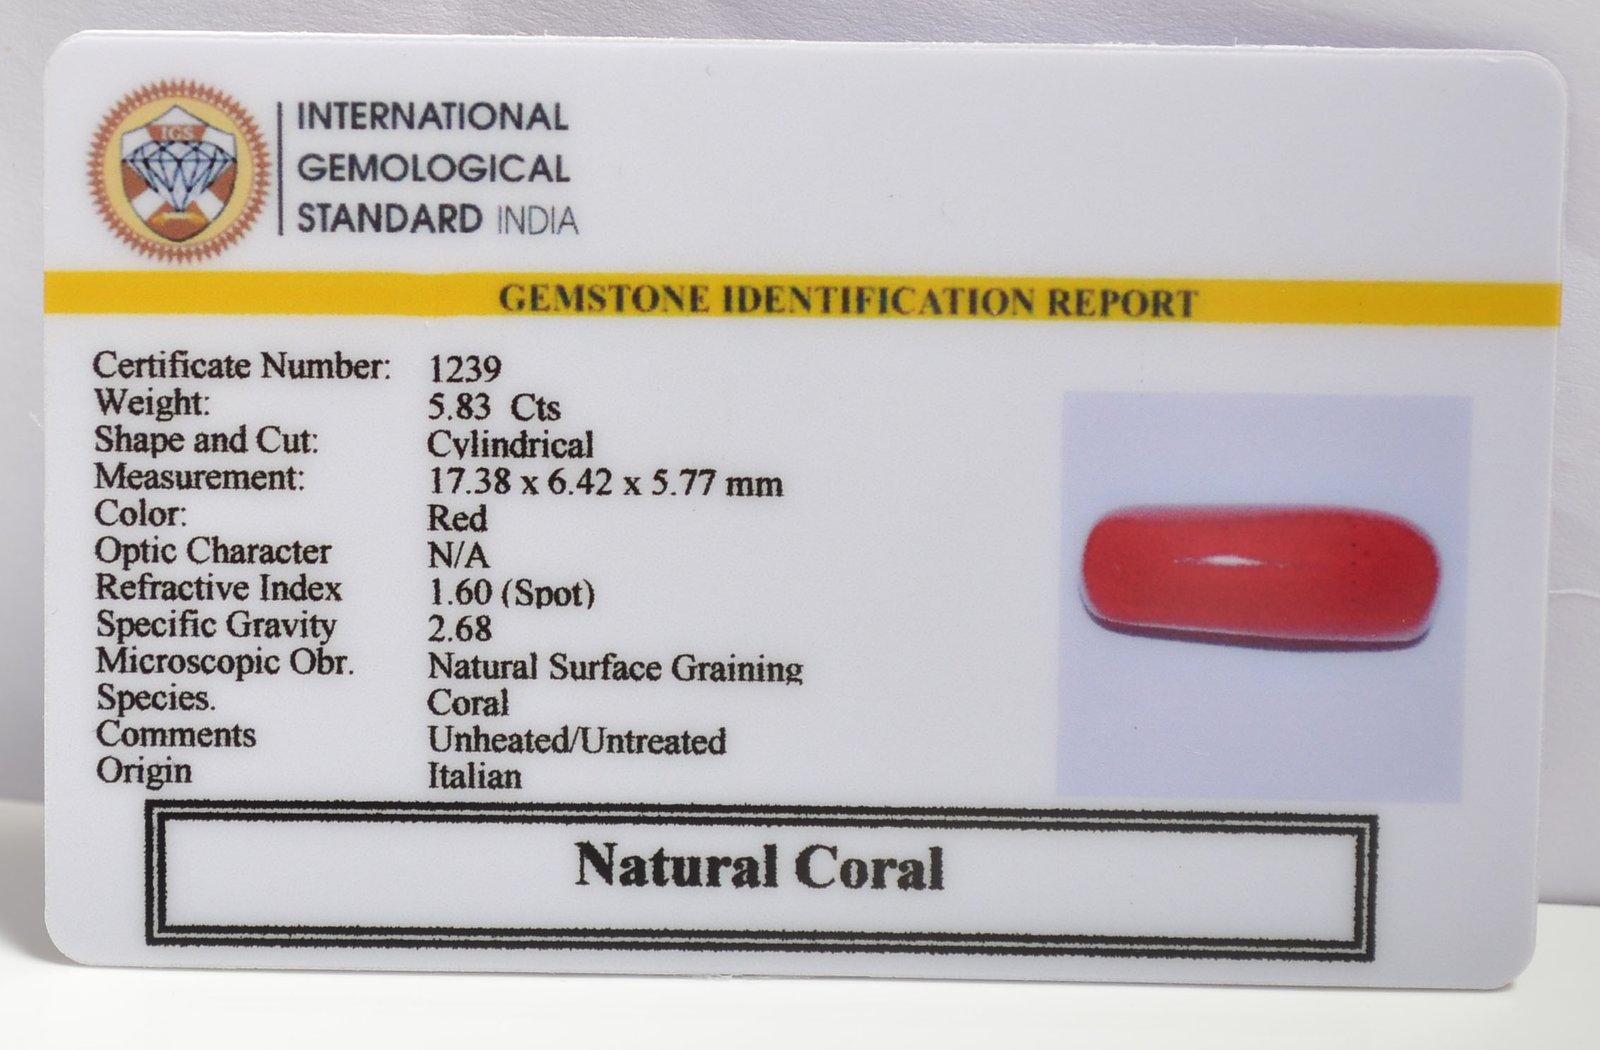 IGS
INTERNATIONAL
GEMOLOGICAL
STANDARD INDIA
GEMSTONE IDENTIFICATION REPORT
Certificate Number: 1239
Weight: 5.83 Cts
Shape and Cut: Cylindrical
Measurement: 17.38 x 6.42 x 5.77 mm
Color: Red
Optic Character N/A
Refractive Index 1.60 (Spot)
Specific Gravity 2.68
Microscopic Obr. Natural Surface Graining
Species. Coral
Comments Unheated/Untreated
Origin Italian
Natural Coral